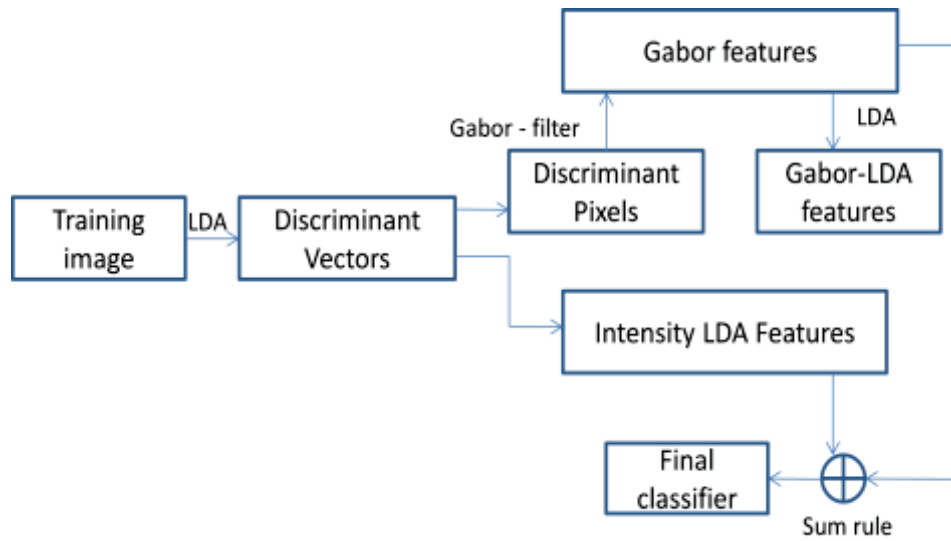 Gabor features
LDA
Gabor - filter
Discriminant
Pixels
Gabor-LDA
features
Training
image
LDA
Discriminant
Vectors
Intensity LDA Features
Final
classifier
Sum rule